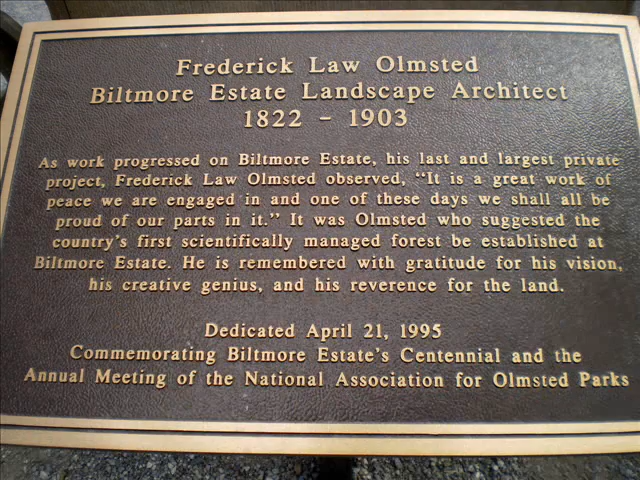 Frederick Law Olmsted
Biltmore Estate Landscape Architect
1822 - 1903
As work progressed on Biltmore Estate, his last and largest private
project, Frederick Law Olmsted observed, "It is a great work of
peace we are engaged in and one of these days we shall all be
proud of our parts in it." It was Olmsted who suggested the
country's first scientifically managed forest be established at
Biltmore Estate. He is remembered with gratitude for his vision,
his creative genius, and his reverence for the land.
Dedicated April 21, 1995
Commemorating Biltmore Estate's Centennial and the
Annual Meeting of the National Association for Olmsted Parks